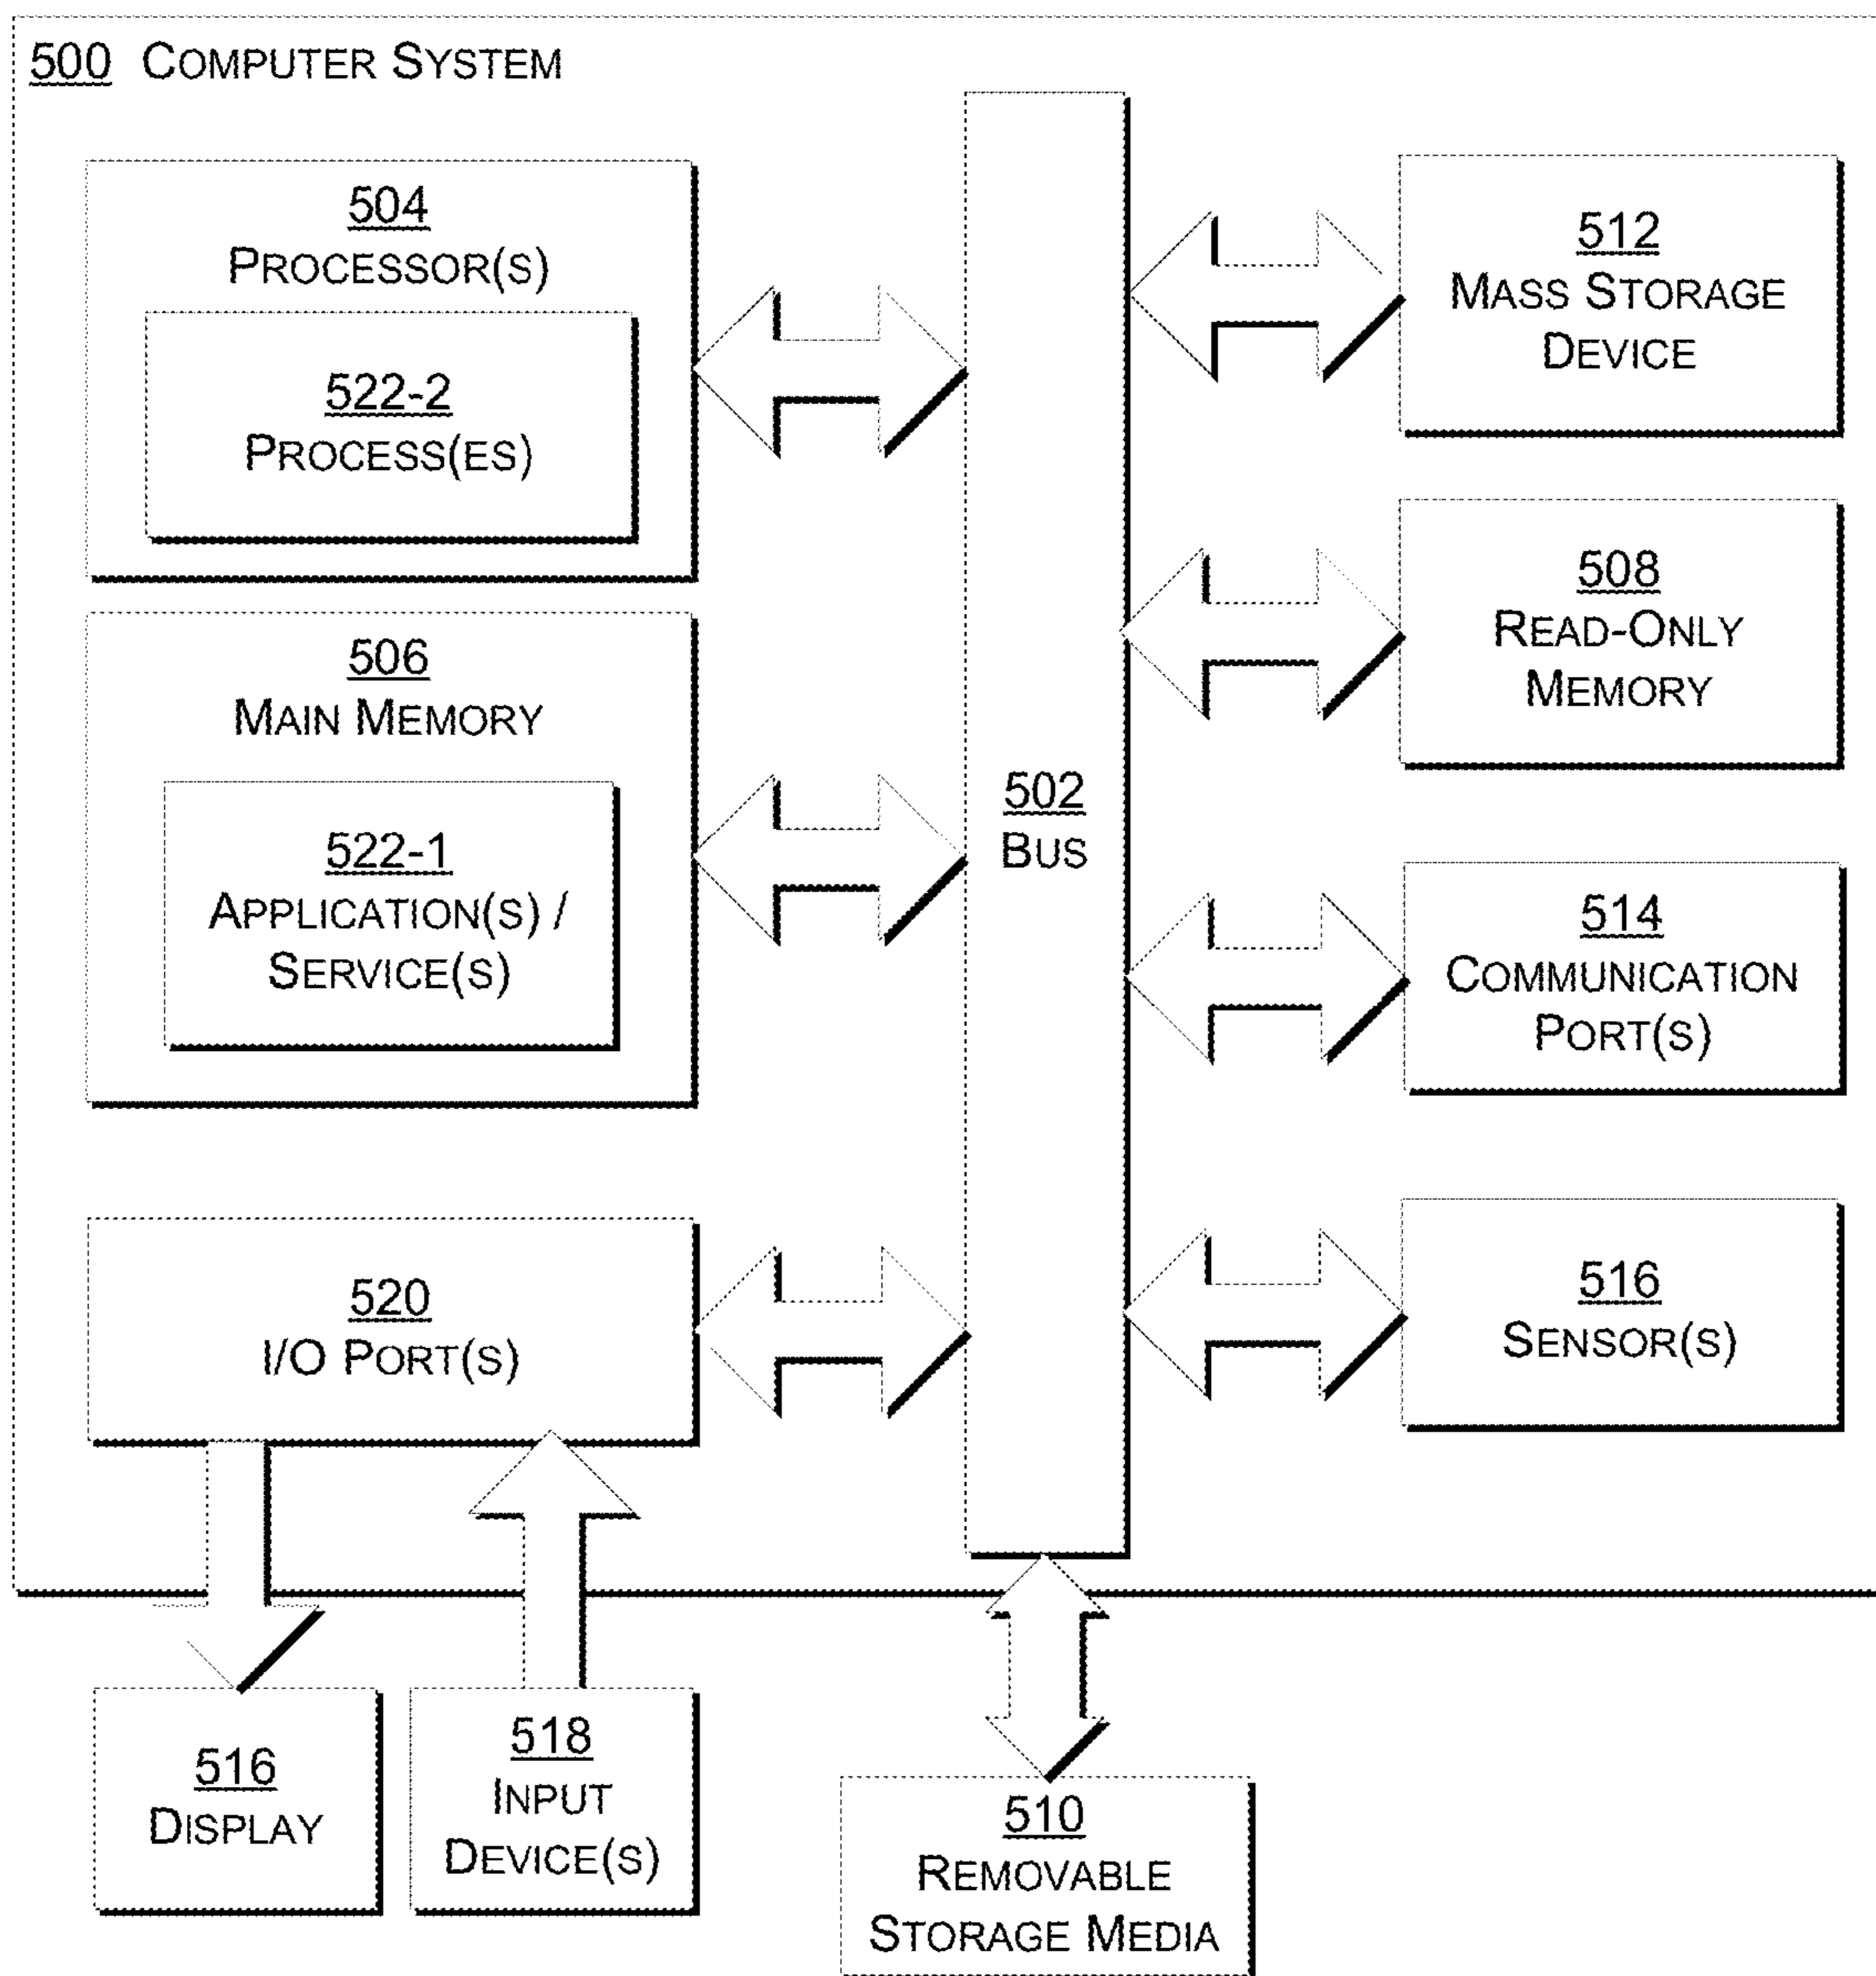 500 COMPUTER SYSTEM
504
PROCESSOR(S)
522-2
PROCESS(ES)
506
MAIN MEMORY
522-1
APPLICATION(S) /
SERVICE(S)
520
I/O PORT(S)
502
BUS
512
MASS STORAGE
DEVICE
508
READ-ONLY
MEMORY
514
COMMUNICATION
PORT(S)
516
SENSOR(S)
516
DISPLAY
518
INPUT
DEVICE(S)
510
REMOVABLE
STORAGE MEDIA